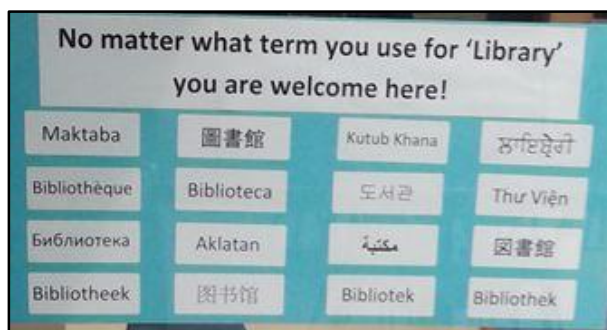 No matter what term you use for ‘Library’
you are welcome here!
Maktaba 圖書館 Kutub Khana ਲਾਇਬ੍ਰੇਰੀ
Bibliothèque Biblioteca 도서관 Thư Viện
Библиотека Aklatan مكتبة 図書館
Bibliotheek 图书馆 Bibliotek Bibliothek